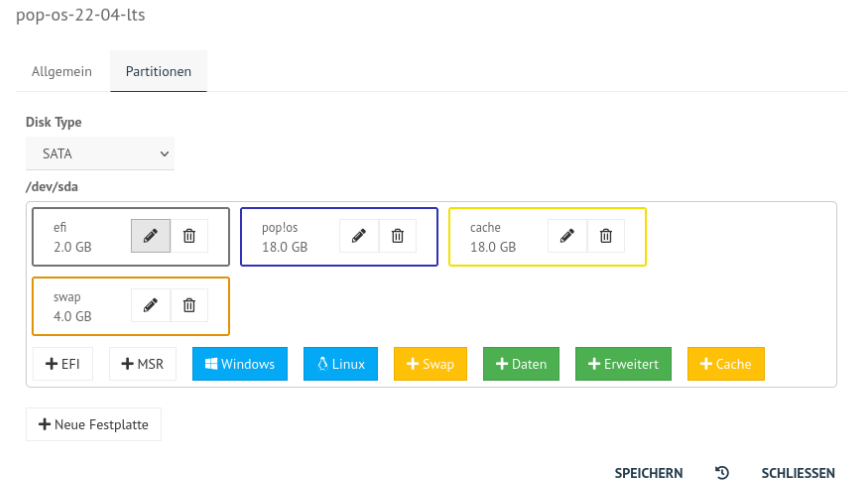 pop-os-22-04-lts
Allgemein Partitionen
Disk Type
SATA
/dev/sda
efi
2.0 GB
pop!os
18.0 GB
cache
18.0 GB
swap
4.0 GB
+ EFI + MSR Windows Linux + Swap + Daten + Erweitert + Cache
+ Neue Festplatte
SPEICHERN SCHLIESSEN